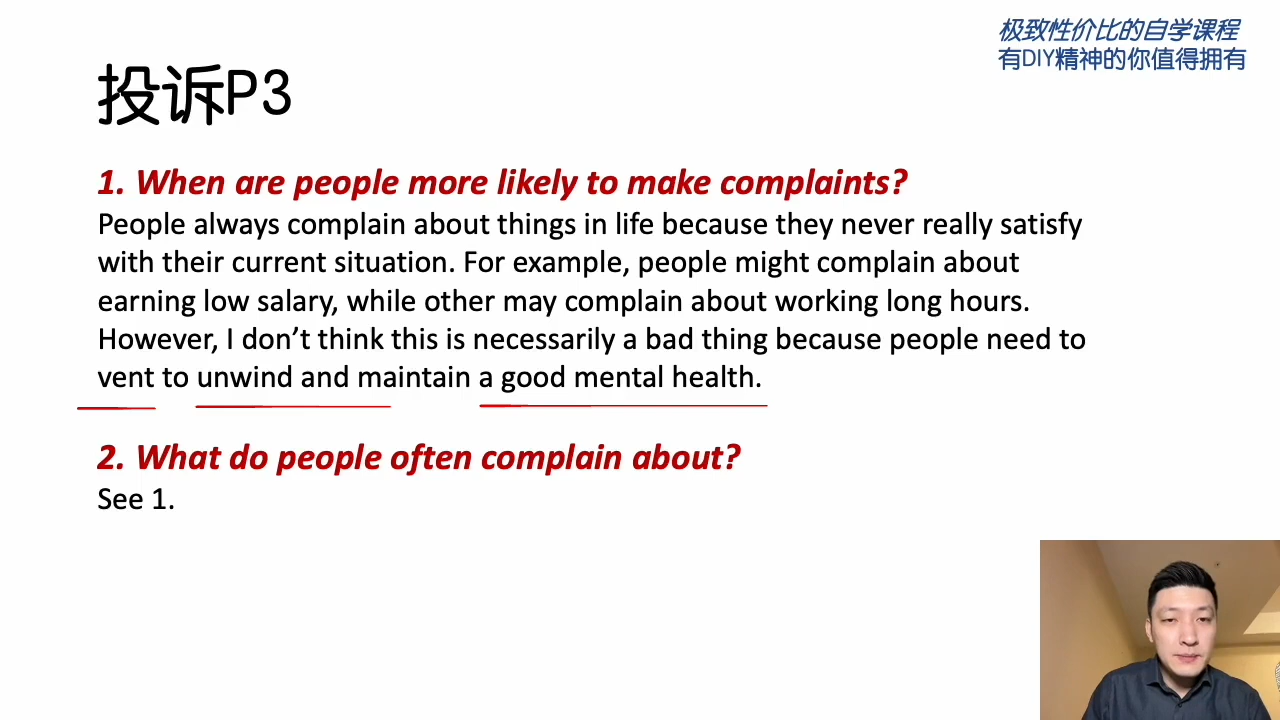 极致性价比的自学课程
有DIY精神的你值得拥有
投诉P3
1. When are people more likely to make complaints?
People always complain about things in life because they never really satisfy
with their current situation. For example, people might complain about
earning low salary, while other may complain about working long hours.
However, I don’t think this is necessarily a bad thing because people need to
vent to unwind and maintain a good mental health.
2. What do people often complain about?
See 1.